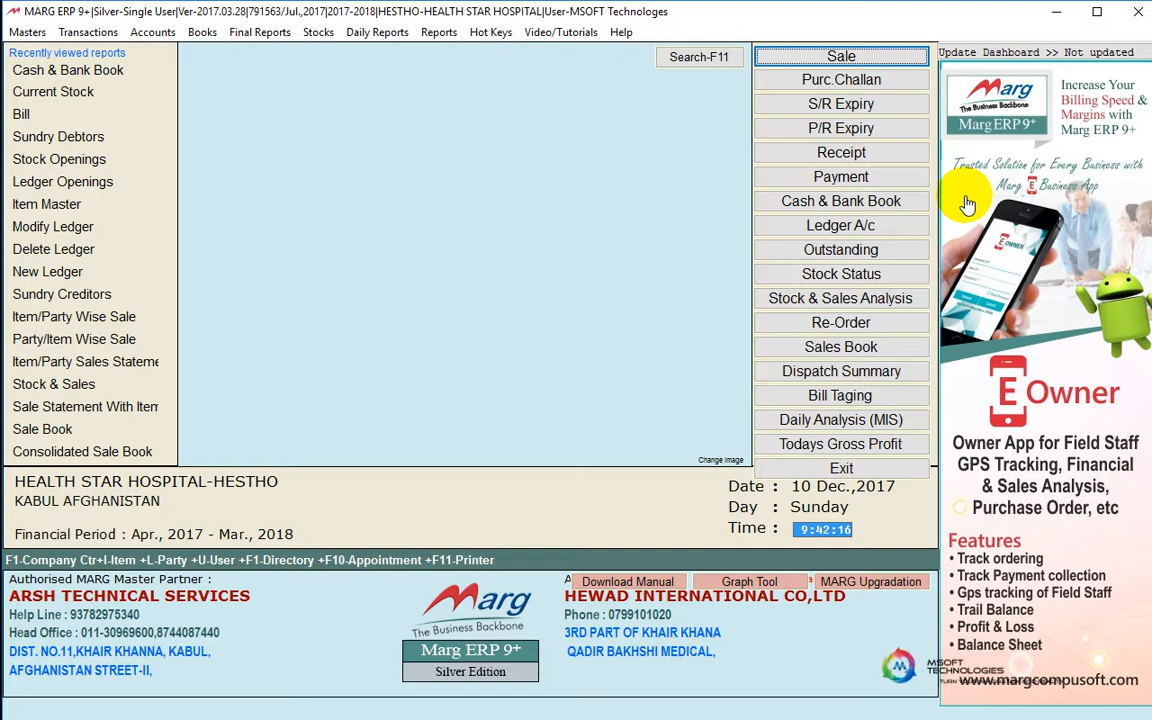 MARG ERP 9+|Silver-Single User|Ver-2017.03.28|791563/Jul.,2017|2017-2018|HESTHO-HEALTH STAR HOSPITAL|User-MSOFT Technologes
Masters Transactions Accounts Books Final Reports Stocks Daily Reports Reports Hot Keys Video/Tutorials Help
Recently viewed reports
Cash & Bank Book
Current Stock
Bill
Sundry Debtors
Stock Openings
Ledger Openings
Item Master
Modify Ledger
Delete Ledger
New Ledger
Sundry Creditors
Item/Party Wise Sale
Party/Item Wise Sale
Item/Party Sales Stateme
Stock & Sales
Sale Statement With Item
Sale Book
Consolidated Sale Book
Search-F11
Sale
Purc.Challan
S/R Expiry
P/R Expiry
Receipt
Payment
Cash & Bank Book
Ledger A/c
Outstanding
Stock Status
Stock & Sales Analysis
Re-Order
Sales Book
Dispatch Summary
Bill Taging
Daily Analysis (MIS)
Todays Gross Profit
Exit
Change Image
Update Dashboard >> Not updated
Marg
The Business Backbone
Marg ERP 9+
Increase Your
Billing Speed &
Margins with
Marg ERP 9+
Trusted Solution for Every Business with
Marg E Business App
E OWNER
E Owner
Owner App for Field Staff
GPS Tracking, Financial
& Sales Analysis,
Purchase Order, etc
Features
• Track ordering
• Track Payment collection
• Gps tracking of Field Staff
• Trail Balance
• Profit & Loss
• Balance Sheet
www.margcompusoft.com
HEALTH STAR HOSPITAL-HESTHO
KABUL AFGHANISTAN
Financial Period : Apr., 2017 - Mar., 2018
Date : 10 Dec.,2017
Day : Sunday
Time : 9:42:16
F1-Company Ctr+I-Item +L-Party +U-User +F1-Directory +F10-Appointment +F11-Printer
Authorised MARG Master Partner :
ARSH TECHNICAL SERVICES
Help Line : 93782975340
Head Office : 011-30969600,8744087440
DIST. NO.11,KHAIR KHANNA, KABUL,
AFGHANISTAN STREET-II,
Marg
The Business Backbone
Marg ERP 9+
Silver Edition
Download Manual Graph Tool MARG Upgradation
HEWAD INTERNATIONAL CO,LTD
Phone : 0799101020
3RD PART OF KHAIR KHANA
QADIR BAKHSHI MEDICAL,
MSOFT
TECHNOLOGIES